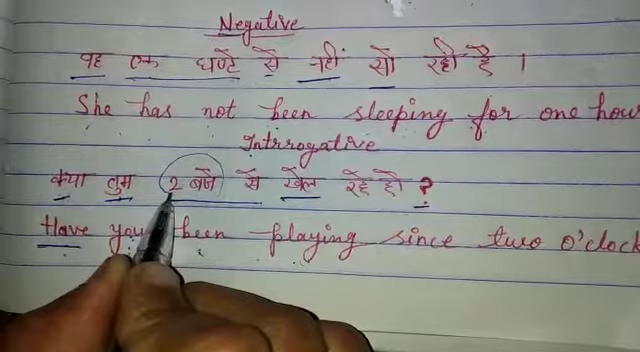 Negative
वह एक घण्टे से नहीं सो रही है ।
She has not been sleeping for one hour
Introgative
क्या तुम 2 बजे से खेल रहे हो ?
Have you been playing since two o'clock